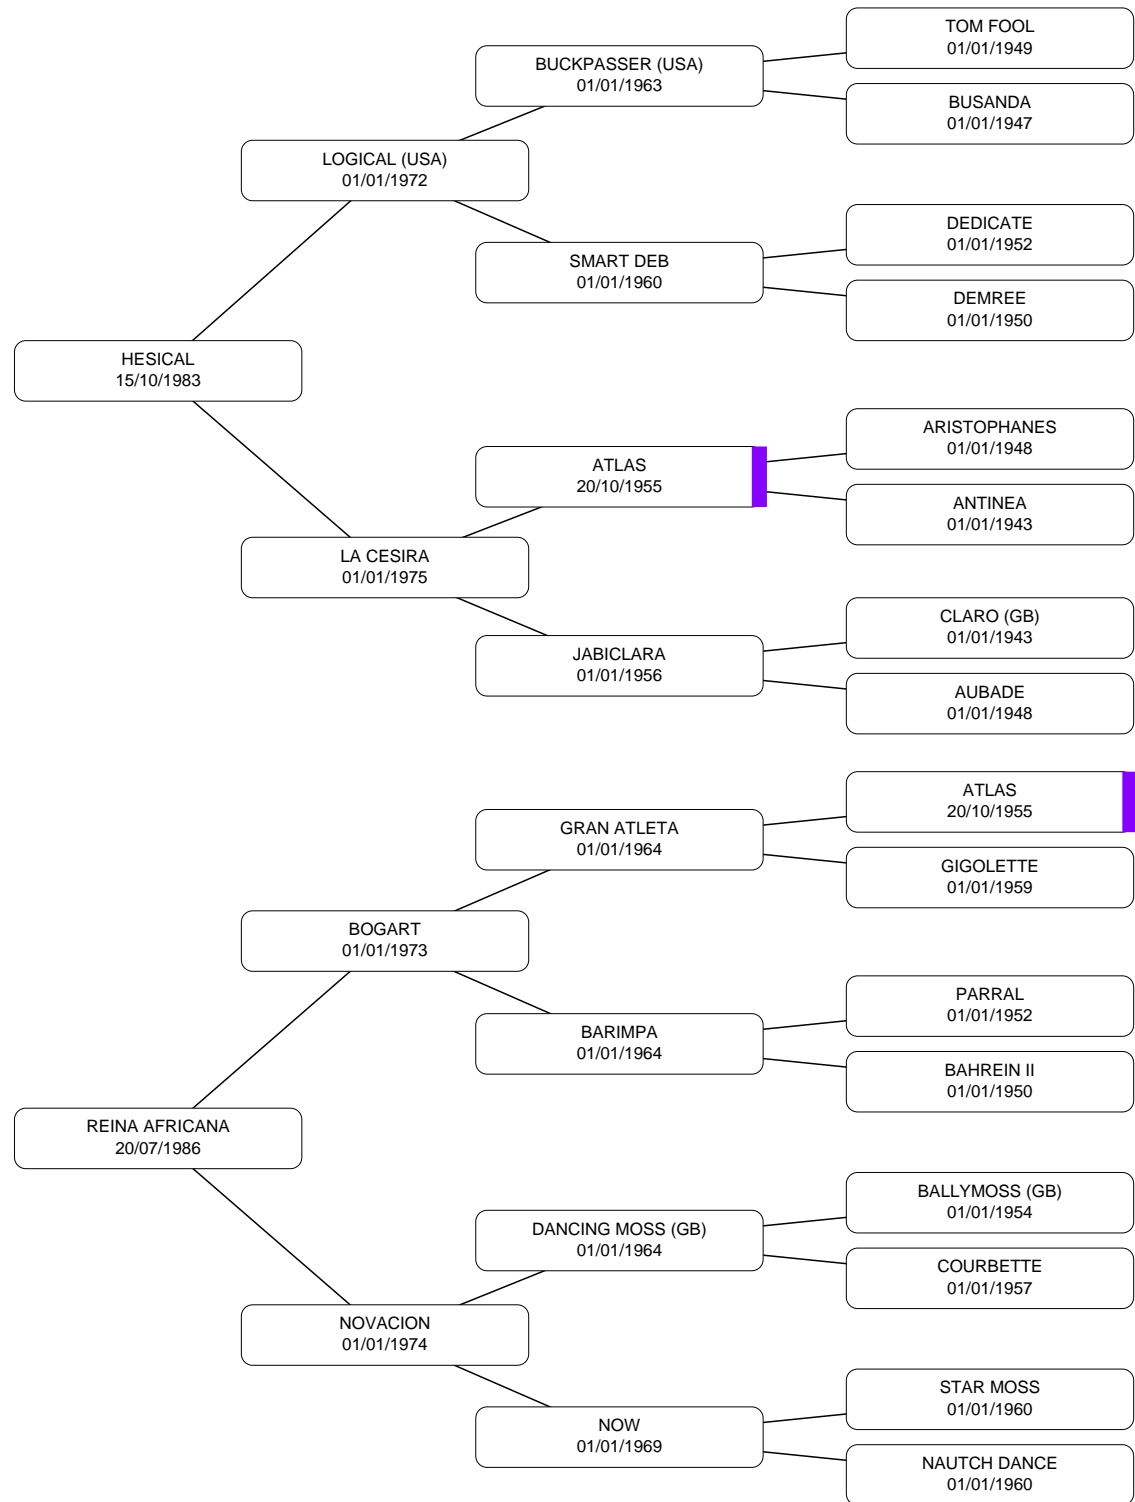 TOM FOOL
01/01/1949
BUCKPASSER (USA)
01/01/1963
BUSANDA
01/01/1947
LOGICAL (USA)
01/01/1972
DEDICATE
01/01/1952
SMART DEB
01/01/1960
DEMREE
01/01/1950
HESICAL
15/10/1983
ARISTOPHANES
01/01/1948
ATLAS
20/10/1955
ANTINEA
01/01/1943
LA CESIRA
01/01/1975
CLARO (GB)
01/01/1943
JABICLARA
01/01/1956
AUBADE
01/01/1948
ATLAS
20/10/1955
GRAN ATLETA
01/01/1964
GIGOLETTE
01/01/1959
BOGART
01/01/1973
PARRAL
01/01/1952
BARIMPA
01/01/1964
BAHREIN II
01/01/1950
REINA AFRICANA
20/07/1986
BALLYMOSS (GB)
01/01/1954
DANCING MOSS (GB)
01/01/1964
COURBETTE
01/01/1957
NOVACION
01/01/1974
STAR MOSS
01/01/1960
NOW
01/01/1969
NAUTCH DANCE
01/01/1960